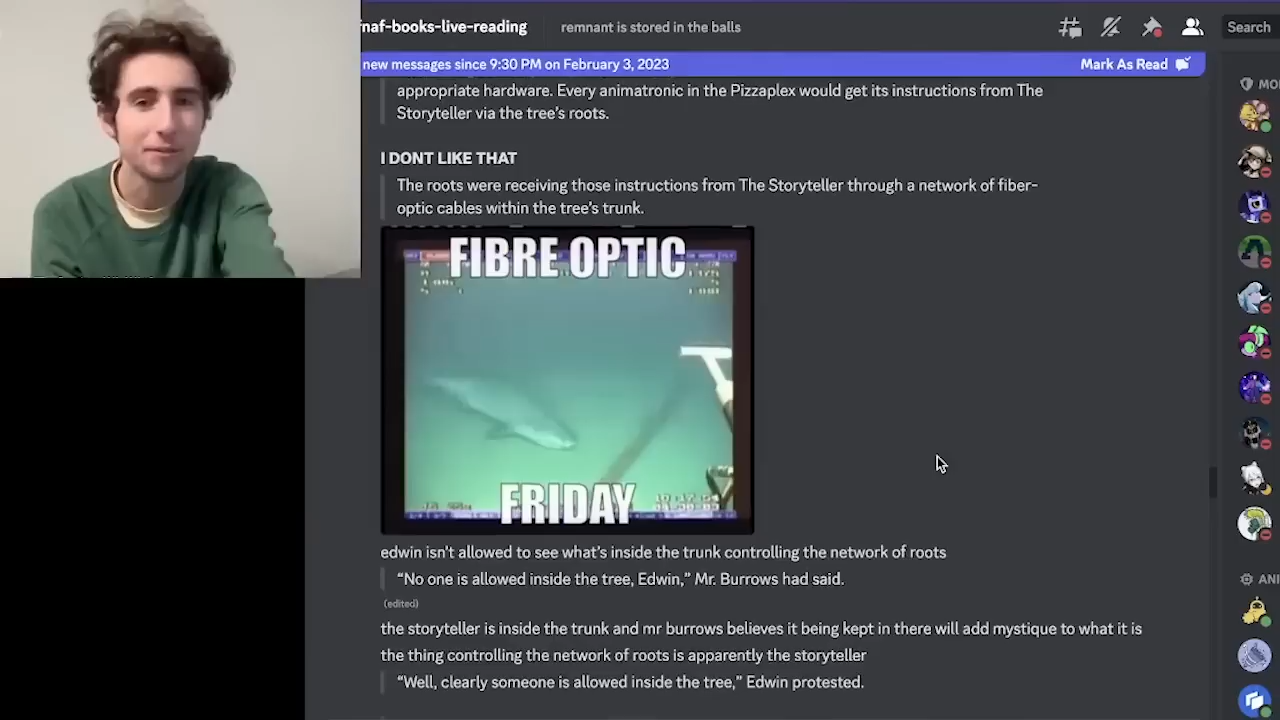 fnaf-books-live-reading
remnant is stored in the balls
Search
new messages since 9:30 PM on February 3, 2023
Mark As Read
appropriate hardware. Every animatronic in the Pizzaplex would get its instructions from The
Storyteller via the tree's roots.
I DONT LIKE THAT
The roots were receiving those instructions from The Storyteller through a network of fiber-
optic cables within the tree's trunk.
FIBRE OPTIC
FRIDAY
edwin isn't allowed to see what's inside the trunk controlling the network of roots
“No one is allowed inside the tree, Edwin,” Mr. Burrows had said.
(edited)
the storyteller is inside the trunk and mr burrows believes it being kept in there will add mystique to what it is
the thing controlling the network of roots is apparently the storyteller
“Well, clearly someone is allowed inside the tree,” Edwin protested.
MO
ANI